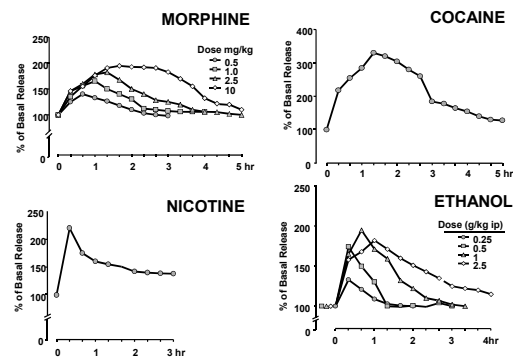 MORPHINE
% of Basal Release
250
200
150
100
0
0 1 2 3 4 5 hr
Dose mg/kg
0.5
1.0
2.5
10
COCAINE
% of Basal Release
400
300
200
100
0
0 1 2 3 4 5 hr
NICOTINE
% of Basal Release
250
200
150
100
0
0 1 2 3 hr
ETHANOL
% of Basal Release
250
200
150
100
0
0 1 2 3 4hr
Dose (g/kg ip)
0.25
0.5
1
2.5